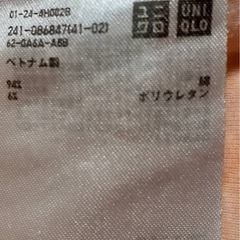 01-24-4H002B
241-086847(41-02)
62-GA6A-A5B
ユニクロ
UNIQLO
ベトナム製
94% 綿
6% ポリウレタン